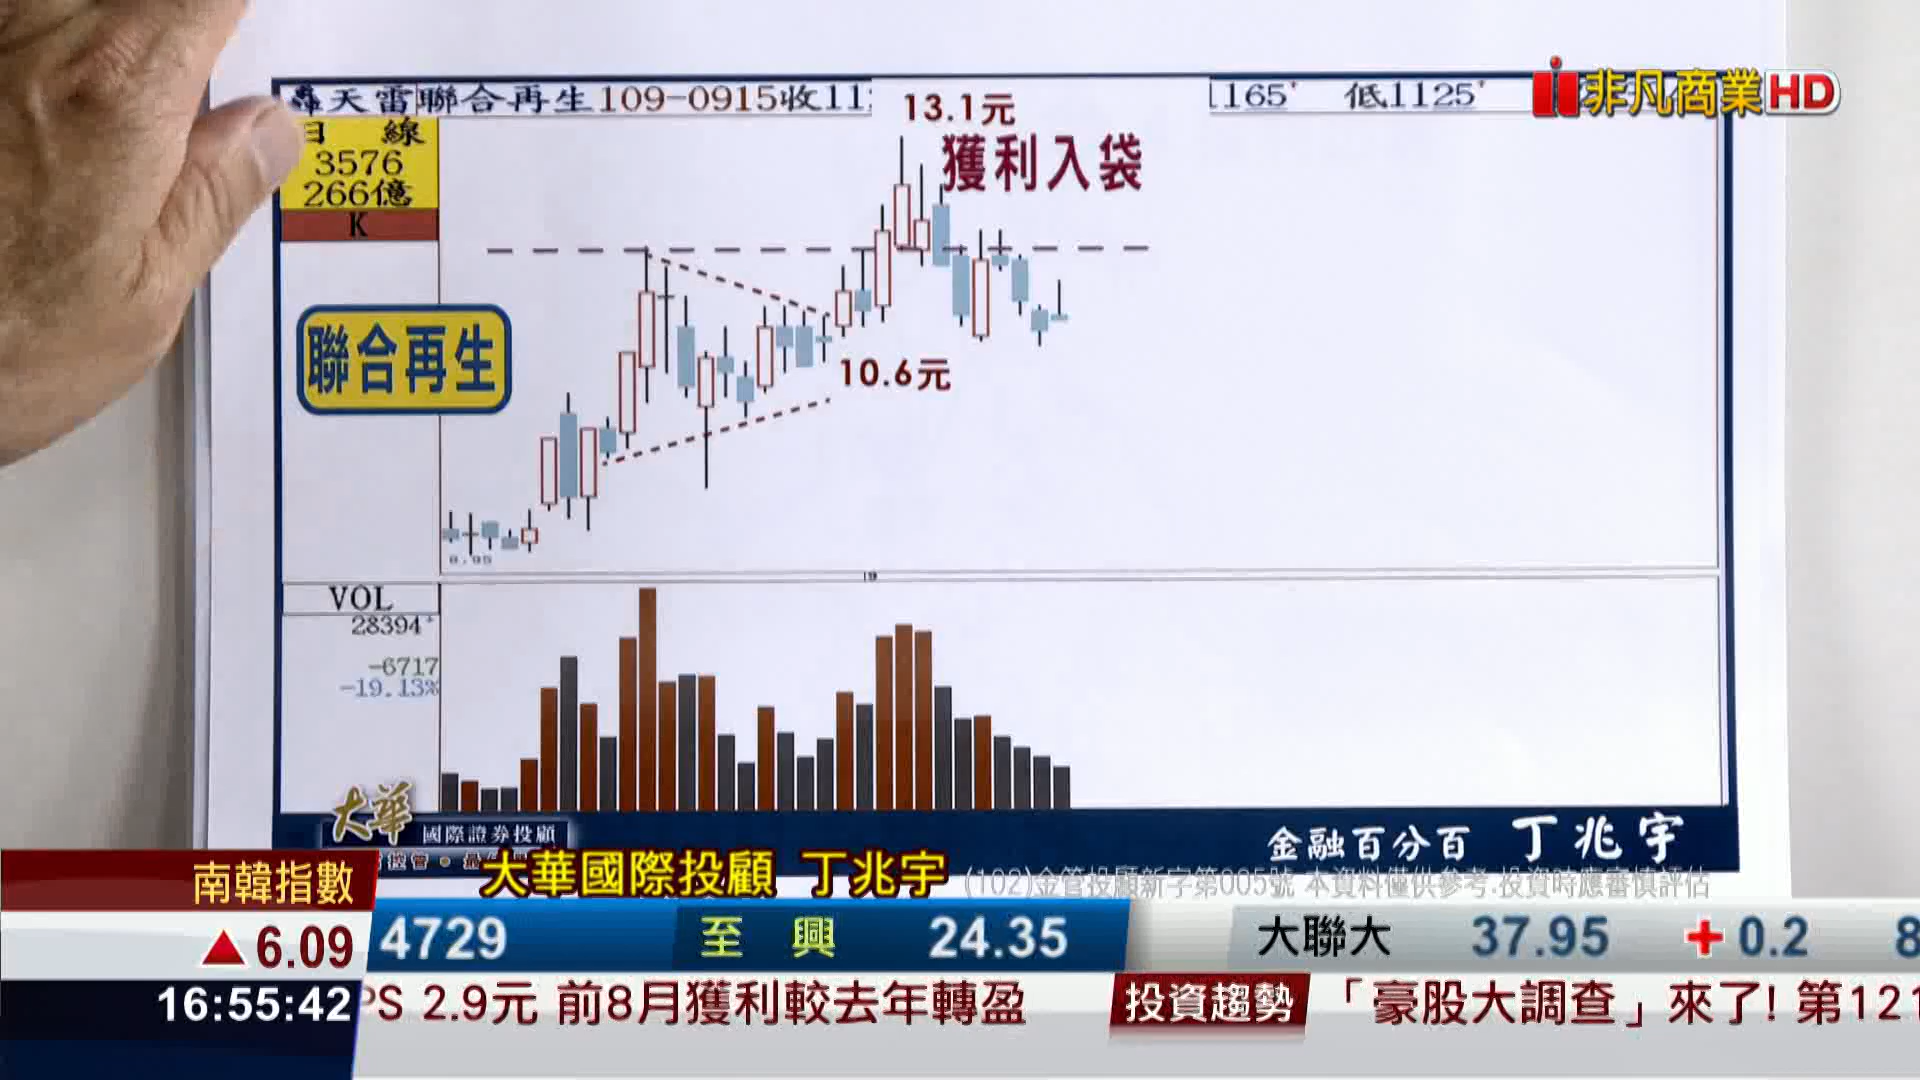 轟天雷聯合再生109-0915收11
1165 低1125
非凡商業HD
13.1元
獲利入袋
日 線
3576
266億
K
聯合再生
10.6元
VOL
28394
-6717
-19.13%
大華
國際證券投顧
金融百分百 丁兆宇
控管
大華國際投顧 丁兆宇
(102)金管投顧新字第005號 本資料僅供參考.投資時應審慎評估
南韓指數
▲6.09
4729 至興 24.35
大聯大 37.95 +0.2 8
16:55:42
PS 2.9元 前8月獲利較去年轉盈
投資趨勢
「豪股大調查」來了! 第121